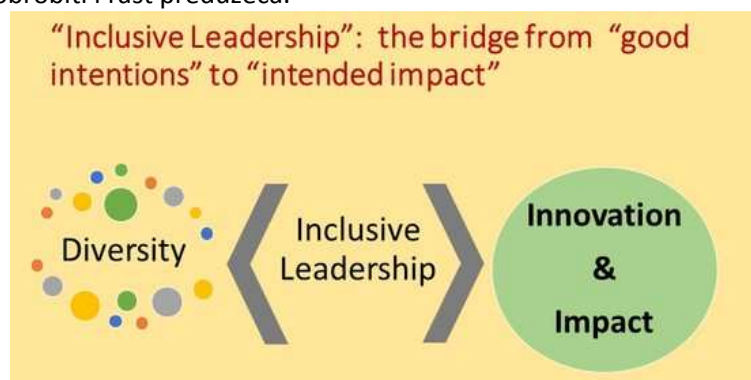 “Inclusive Leadership”: the bridge from “good
intentions” to “intended impact”
Diversity
Inclusive
Leadership
Innovation
&
Impact